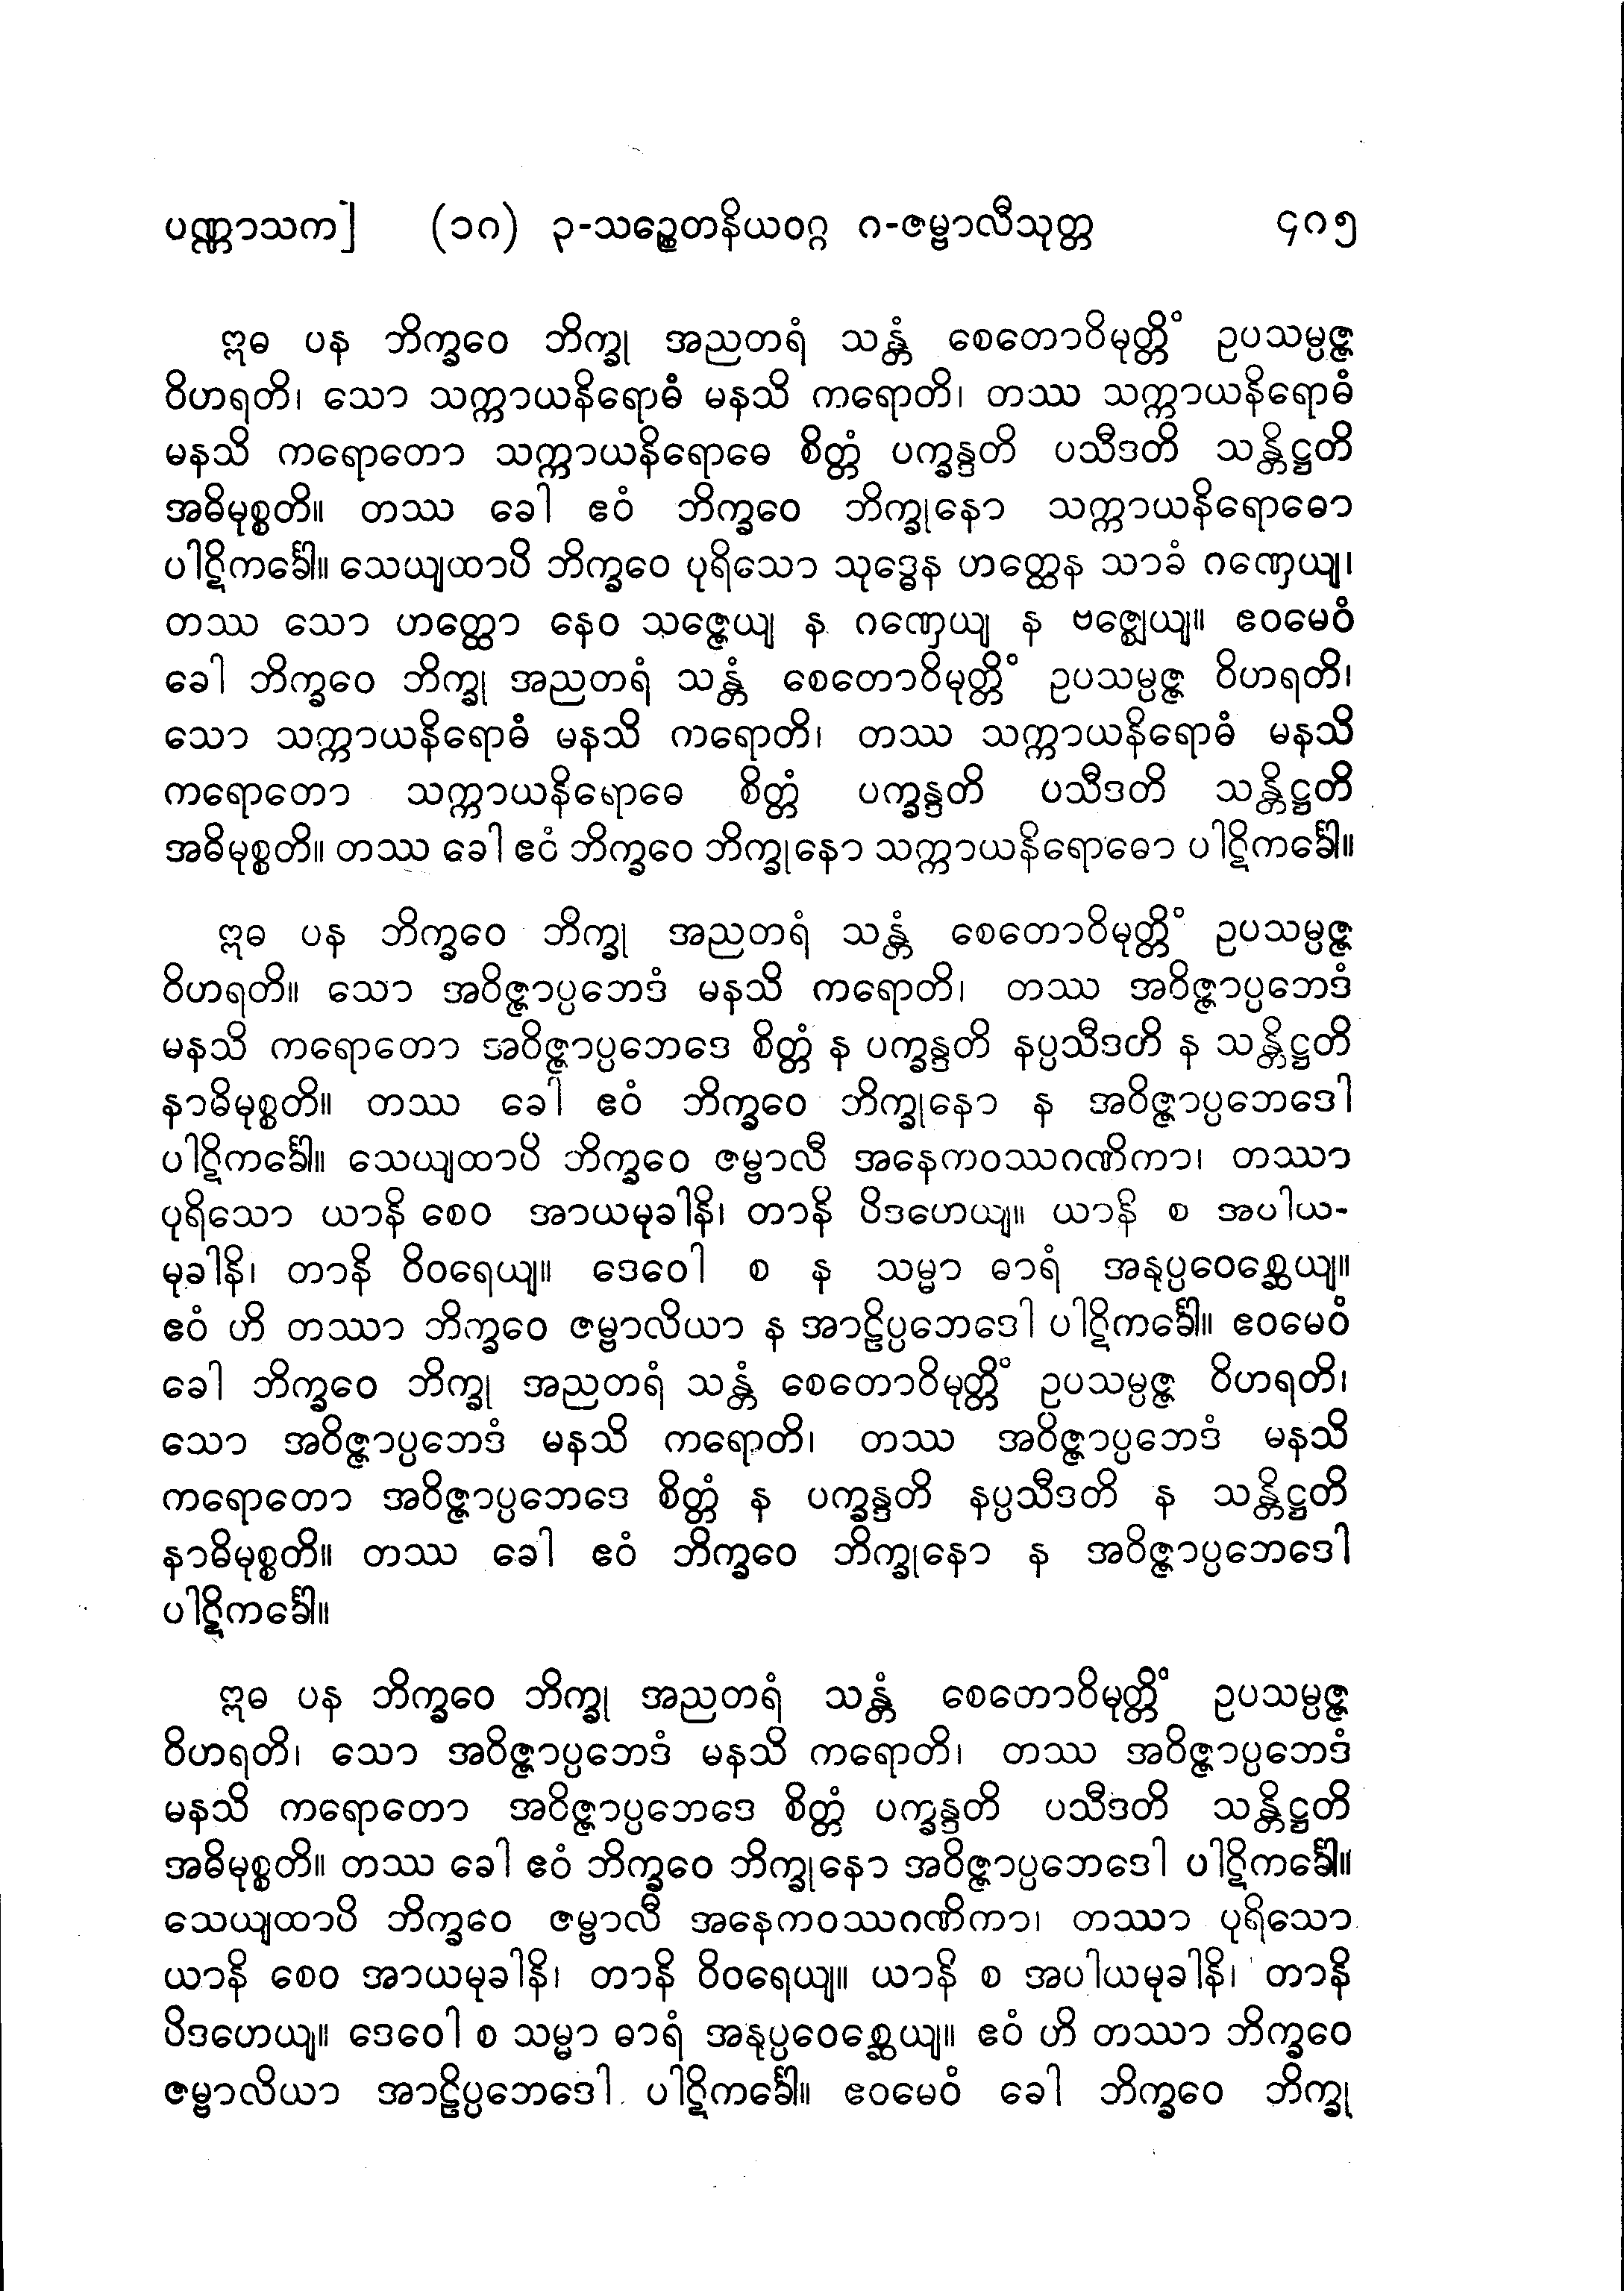 ပဏ္ဏာသက]    (၁ဂ) ၃-သဉ္စေတနိယဝဂ္ဂ ဂ-ဇမ္ဗာလီသုတ္တ    ၄ဂ၅
ဣဓ ပန ဘိက္ခဝေ ဘိက္ခု အညတရံ သန္တံ စေတောဝိမုတ္တိံ ဥပသမ္ပဇ္ဇ
ဝိဟရတိ၊ သော သက္ကာယနိရောဓံ မနသိ ကရောတိ၊ တဿ သက္ကာယနိရောဓံ
မနသိ ကရောတော သက္ကာယနိရောဓေ စိတ္တံ ပက္ခန္ဒတိ ပသီဒတိ သန္တိဋ္ဌတိ
အဓိမုစ္စတိ။ တဿ ခေါ ဧဝံ ဘိက္ခဝေ ဘိက္ခုနော သက္ကာယနိရောဓော
ပါဋိကင်္ခေါ။ သေယျထာပိ ဘိက္ခဝေ ပုရိသော သုဒ္ဓေန ဟတ္ထေန သာခံ ဂဏှေယျ၊
တဿ သော ဟတ္ထော နေဝ သဇ္ဇေယျ န ဂဏှေယျ န ဗဇ္ဈေယျ။ ဧဝမေဝံ
ခေါ ဘိက္ခဝေ ဘိက္ခု အညတရံ သန္တံ စေတောဝိမုတ္တိံ ဥပသမ္ပဇ္ဇ ဝိဟရတိ၊
သော သက္ကာယနိရောဓံ မနသိ ကရောတိ၊ တဿ သက္ကာယနိရောဓံ မနသိ
ကရောတော သက္ကာယနိရောဓေ စိတ္တံ ပက္ခန္ဒတိ ပသီဒတိ သန္တိဋ္ဌတိ
အဓိမုစ္စတိ။ တဿ ခေါ ဧဝံ ဘိက္ခဝေ ဘိက္ခုနော သက္ကာယနိရောဓော ပါဋိကင်္ခေါ။
ဣဓ ပန ဘိက္ခဝေ ဘိက္ခု အညတရံ သန္တံ စေတောဝိမုတ္တိံ ဥပသမ္ပဇ္ဇ
ဝိဟရတိ။ သော အဝိဇ္ဇာပ္ပဘေဒံ မနသိ ကရောတိ၊ တဿ အဝိဇ္ဇာပ္ပဘေဒံ
မနသိ ကရောတော အဝိဇ္ဇာပ္ပဘေဒေ စိတ္တံ န ပက္ခန္ဒတိ နပ္ပသီဒတိ န သန္တိဋ္ဌတိ
နာဓိမုစ္စတိ။ တဿ ခေါ ဧဝံ ဘိက္ခဝေ ဘိက္ခုနော န အဝိဇ္ဇာပ္ပဘေဒေါ
ပါဋိကင်္ခေါ။ သေယျထာပိ ဘိက္ခဝေ ဇမ္ဗာလီ အနေကဝဿဂဏိကာ၊ တဿာ
ပုရိသော ယာနိ စေဝ အာယမုခါနိ၊ တာနိ ပိဒဟေယျ။ ယာနိ စ အပါယ-
မုခါနိ၊ တာနိ ဝိဝရေယျ။ ဒေဝေါ စ န သမ္မာ ဓာရံ အနုပ္ပဝေစ္ဆေယျ။
ဧဝံ ဟိ တဿာ ဘိက္ခဝေ ဇမ္ဗာလိယာ န အာဠိပ္ပဘေဒေါ ပါဋိကင်္ခေါ။ ဧဝမေဝံ
ခေါ ဘိက္ခဝေ ဘိက္ခု အညတရံ သန္တံ စေတောဝိမုတ္တိံ ဥပသမ္ပဇ္ဇ ဝိဟရတိ၊
သော အဝိဇ္ဇာပ္ပဘေဒံ မနသိ ကရောတိ၊ တဿ အဝိဇ္ဇာပ္ပဘေဒံ မနသိ
ကရောတော အဝိဇ္ဇာပ္ပဘေဒေ စိတ္တံ န ပက္ခန္ဒတိ နပ္ပသီဒတိ န သန္တိဋ္ဌတိ
နာဓိမုစ္စတိ။ တဿ ခေါ ဧဝံ ဘိက္ခဝေ ဘိက္ခုနော န အဝိဇ္ဇာပ္ပဘေဒေါ
ပါဋိကင်္ခေါ။
ဣဓ ပန ဘိက္ခဝေ ဘိက္ခု အညတရံ သန္တံ စေတောဝိမုတ္တိံ ဥပသမ္ပဇ္ဇ
ဝိဟရတိ၊ သော အဝိဇ္ဇာပ္ပဘေဒံ မနသိ ကရောတိ၊ တဿ အဝိဇ္ဇာပ္ပဘေဒံ
မနသိ ကရောတော အဝိဇ္ဇာပ္ပဘေဒေ စိတ္တံ ပက္ခန္ဒတိ ပသီဒတိ သန္တိဋ္ဌတိ
အဓိမုစ္စတိ။ တဿ ခေါ ဧဝံ ဘိက္ခဝေ ဘိက္ခုနော အဝိဇ္ဇာပ္ပဘေဒေါ ပါဋိကင်္ခေါ။
သေယျထာပိ ဘိက္ခဝေ ဇမ္ဗာလီ အနေကဝဿဂဏိကာ၊ တဿာ ပုရိသော
ယာနိ စေဝ အာယမုခါနိ၊ တာနိ ဝိဝရေယျ။ ယာနိ စ အပါယမုခါနိ၊ တာနိ
ပိဒဟေယျ။ ဒေဝေါ စ သမ္မာ ဓာရံ အနုပ္ပဝေစ္ဆေယျ။ ဧဝံ ဟိ တဿာ ဘိက္ခဝေ
ဇမ္ဗာလိယာ အာဠိပ္ပဘေဒေါ ပါဋိကင်္ခေါ။ ဧဝမေဝံ ခေါ ဘိက္ခဝေ ဘိက္ခု